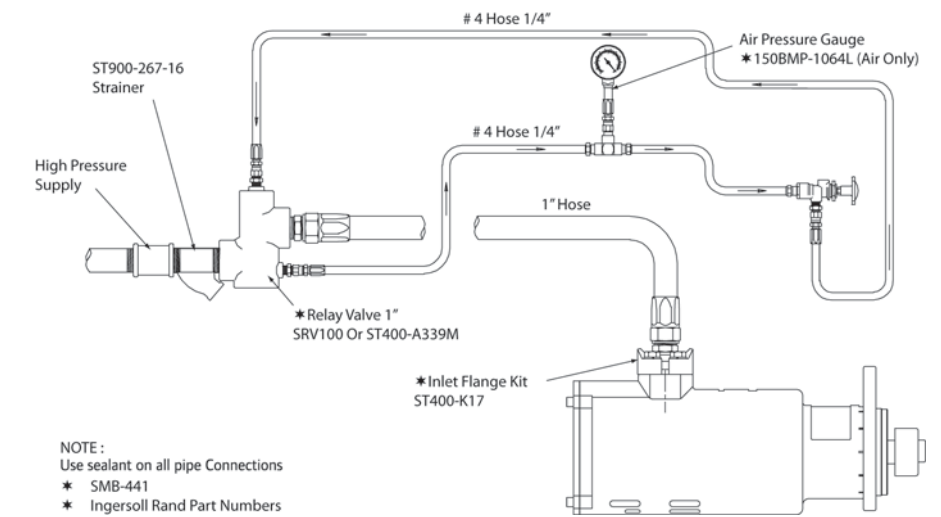 # 4 Hose 1/4"
Air Pressure Gauge
✶150BMP-1064L (Air Only)
ST900-267-16
Strainer
# 4 Hose 1/4"
High Pressure
Supply
1" Hose
✶Relay Valve 1"
SRV100 Or ST400-A339M
✶Inlet Flange Kit
ST400-K17
NOTE :
Use sealant on all pipe Connections
✶ SMB-441
✶ Ingersoll Rand Part Numbers